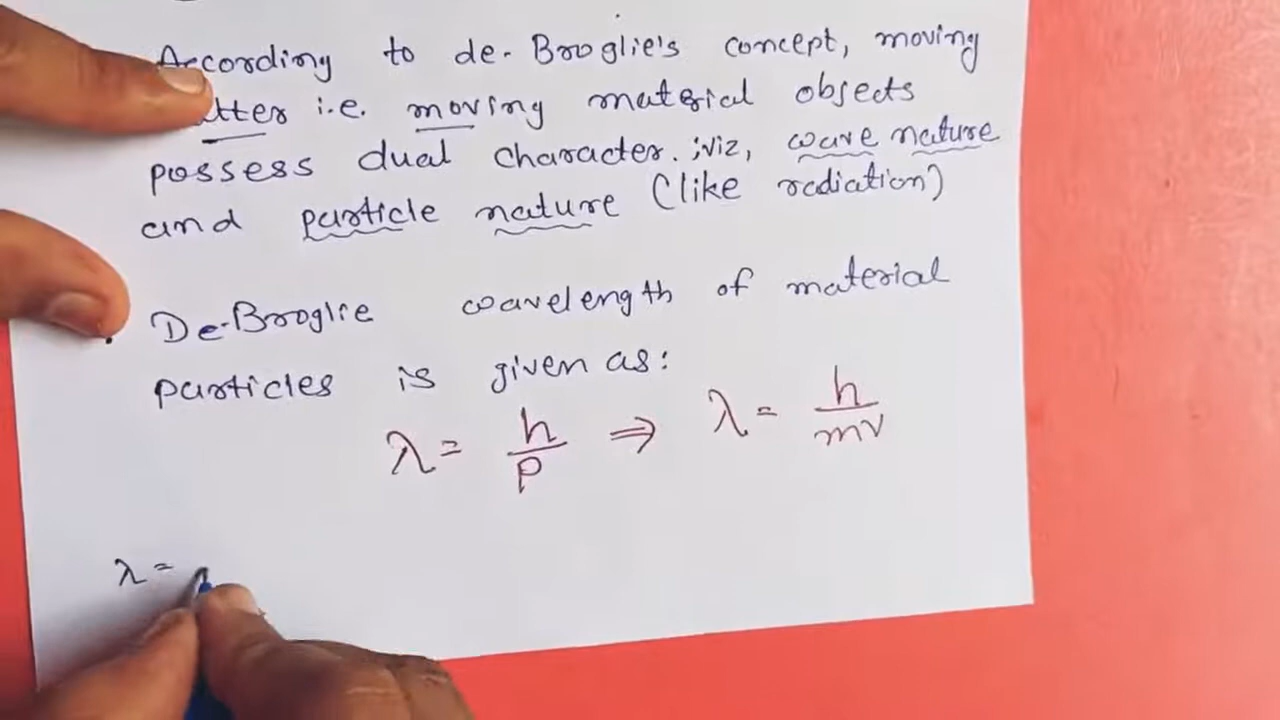 According to de-Broglie's concept, moving
matter i.e. moving material objects
possess dual character. ;viz, wave nature
and particle nature (like radiation)
De-Broglie wavelength of material
particles is given as:
λ = h/p ⇒ λ = h/mv
λ =